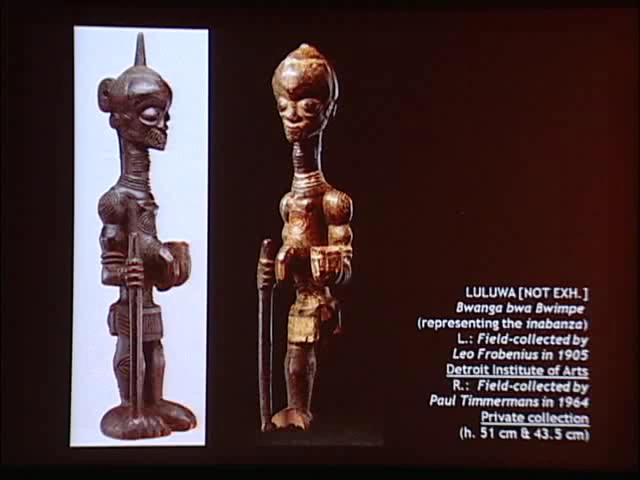 LULUWA [NOT EXH.]
Bwanga bwa Bwimpe
(representing the inabanza)
L.: Field-collected by
Leo Frobenius in 1905
Detroit Institute of Arts
R.: Field-collected by
Paul Timmermans in 1964
Private collection
(h. 51 cm & 43.5 cm)